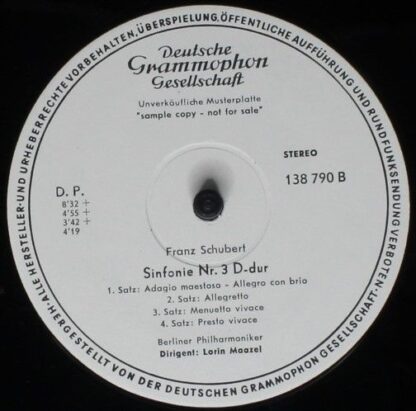 ALLE HERSTELLER- UND URHEBERRECHTE VORBEHALTEN, ÜBERSPIELUNG, ÖFFENTLICHE AUFFÜHRUNG UND RUNDFUNKSENDUNG VERBOTEN.
Deutsche
Grammophon
Gesellschaft
Unverkäufliche Musterplatte
"sample copy - not for sale"
STEREO
138 790 B
D. P.
8'32 +
4'55 +
3'42 +
4'19
Franz Schubert
Sinfonie Nr. 3 D-dur
1. Satz: Adagio maestoso - Allegro con brio
2. Satz: Allegretto
3. Satz: Menuetto vivace
4. Satz: Presto vivace
Berliner Philharmoniker
Dirigent: Lorin Maazel
HERGESTELLT VON DER DEUTSCHEN GRAMMOPHON GESELLSCHAFT